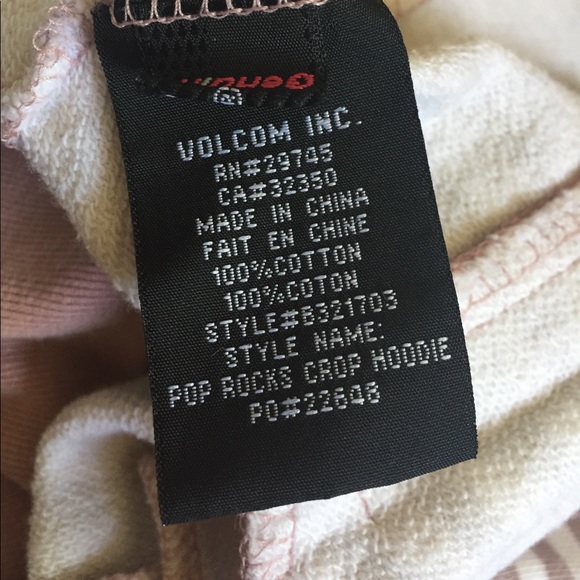 Genuin
VOLCOM INC.
RN#29745
CA#32350
MADE IN CHINA
FAIT EN CHINE
100%COTTON
100%COTON
STYLE#B321703
STYLE NAME:
POP ROCKS CROP HOODIE
PO#22648